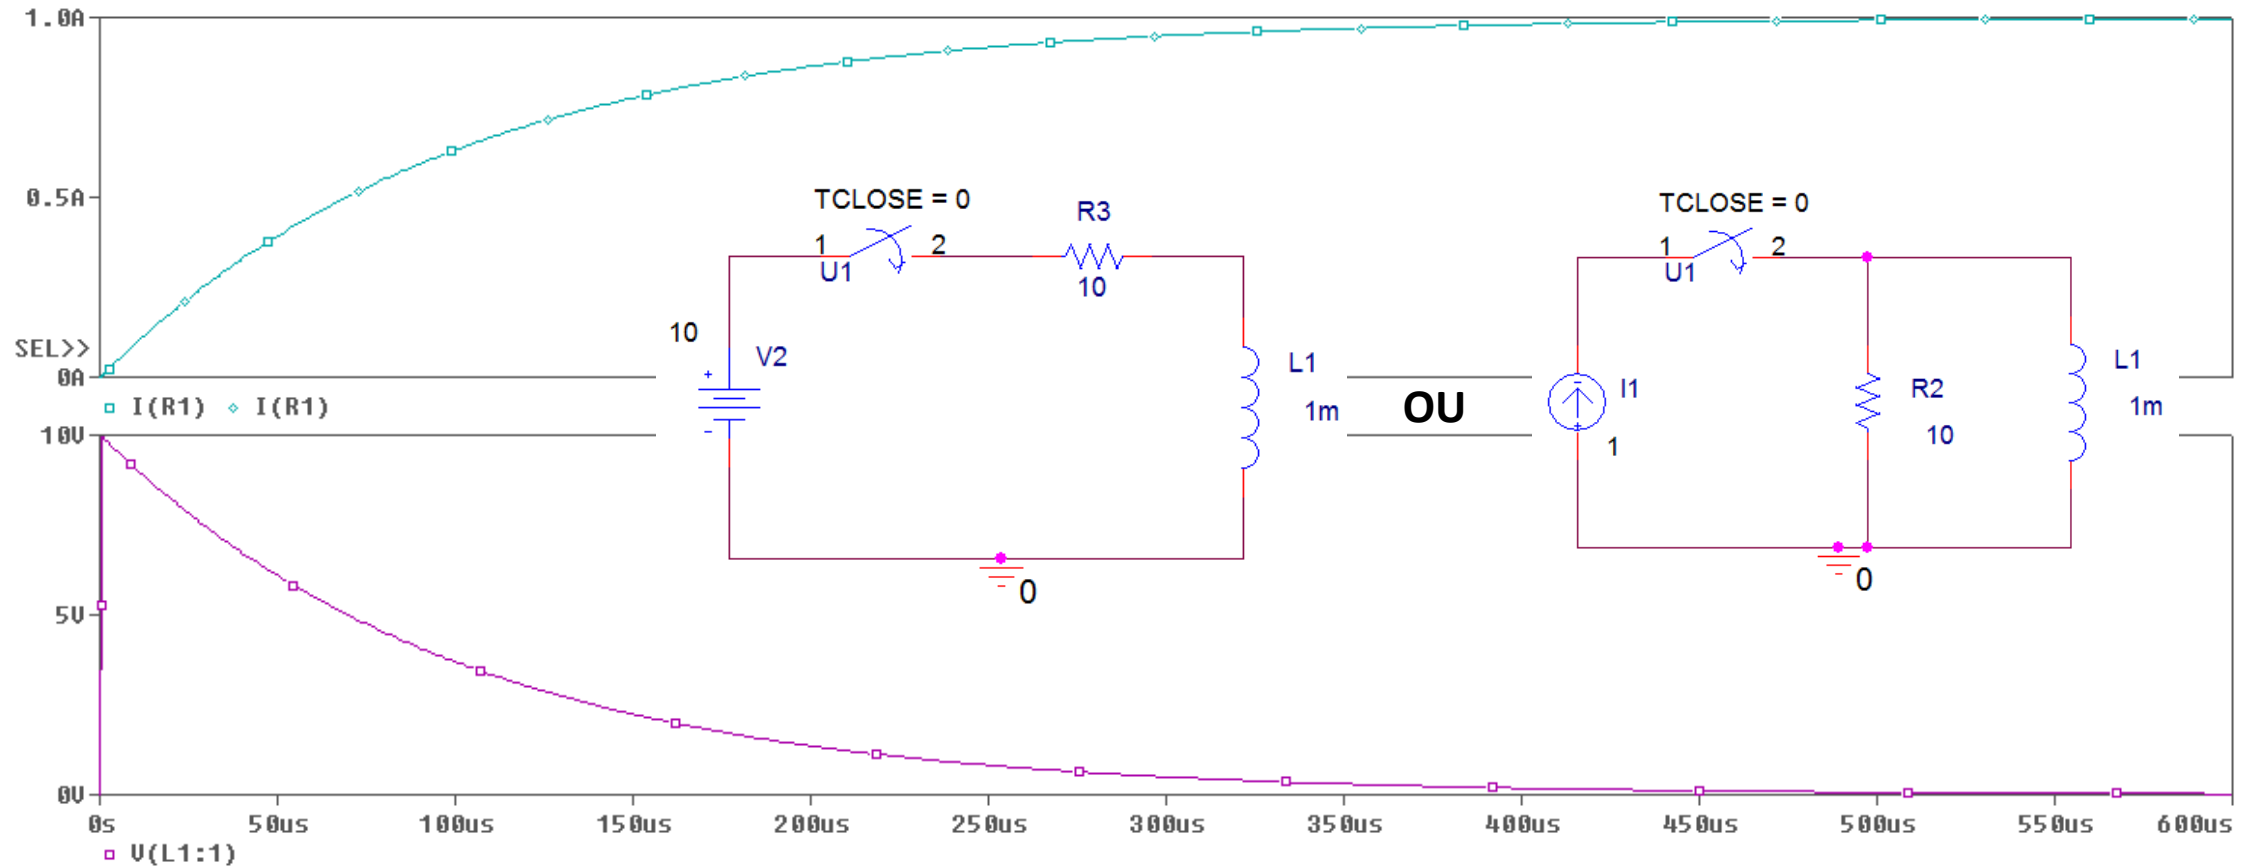 1.0A
0.5A
SEL>>
0A
I(R1) I(R1)
TCLOSE = 0
1 2
U1
R3
10
10
V2
+
-
L1
1m
0
OU
TCLOSE = 0
1 2
U1
I1
-
+
1
R2
10
L1
1m
0
10V
5V
0V
0s 50us 100us 150us 200us 250us 300us 350us 400us 450us 500us 550us 600us
V(L1:1)